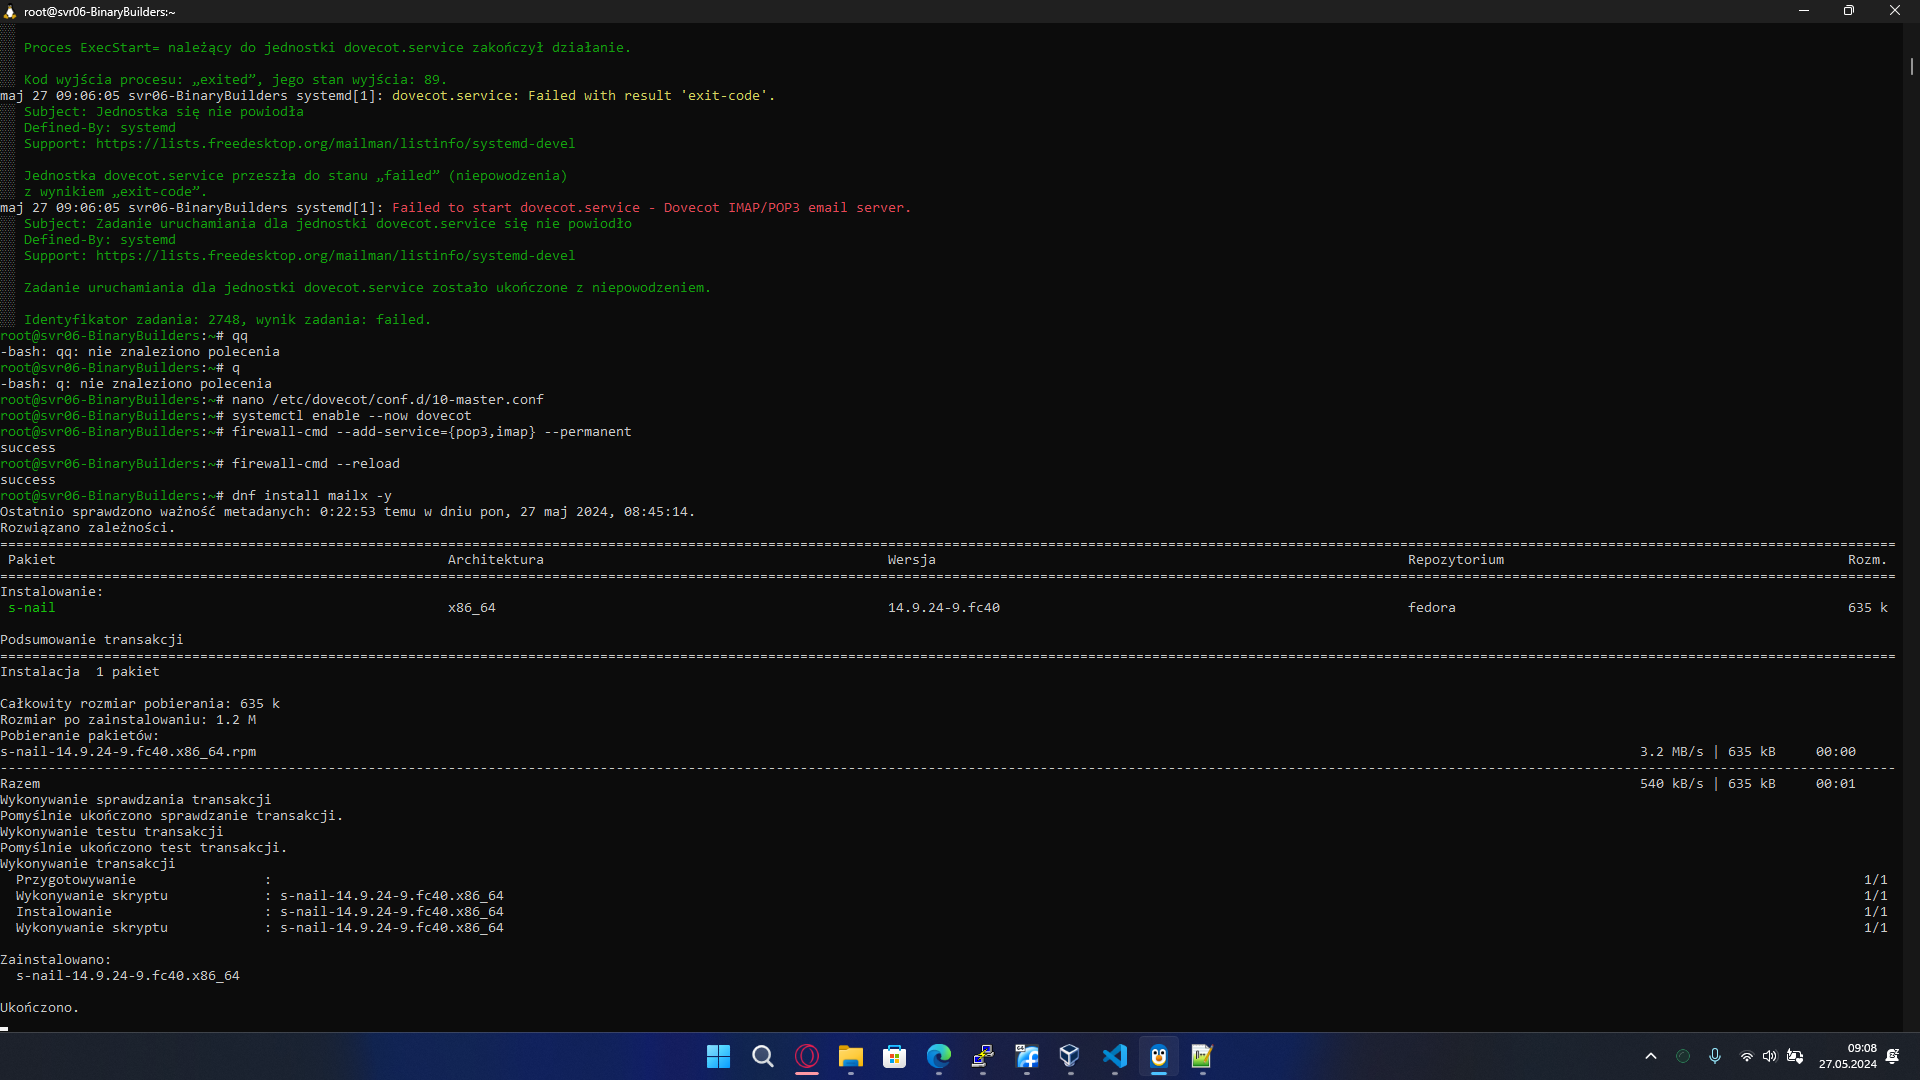 root@svr06-BinaryBuilders:~
Proces ExecStart= należący do jednostki dovecot.service zakończył działanie.
Kod wyjścia procesu: „exited”, jego stan wyjścia: 89.
maj 27 09:06:05 svr06-BinaryBuilders systemd[1]: dovecot.service: Failed with result 'exit-code'.
Subject: Jednostka się nie powiodła
Defined-By: systemd
Support: https://lists.freedesktop.org/mailman/listinfo/systemd-devel
Jednostka dovecot.service przeszła do stanu „failed” (niepowodzenia)
z wynikiem „exit-code”.
maj 27 09:06:05 svr06-BinaryBuilders systemd[1]: Failed to start dovecot.service - Dovecot IMAP/POP3 email server.
Subject: Zadanie uruchamiania dla jednostki dovecot.service się nie powiodło
Defined-By: systemd
Support: https://lists.freedesktop.org/mailman/listinfo/systemd-devel
Zadanie uruchamiania dla jednostki dovecot.service zostało ukończone z niepowodzeniem.
Identyfikator zadania: 2748, wynik zadania: failed.
root@svr06-BinaryBuilders:~# qq
-bash: qq: nie znaleziono polecenia
root@svr06-BinaryBuilders:~# q
-bash: q: nie znaleziono polecenia
root@svr06-BinaryBuilders:~# nano /etc/dovecot/conf.d/10-master.conf
root@svr06-BinaryBuilders:~# systemctl enable --now dovecot
root@svr06-BinaryBuilders:~# firewall-cmd --add-service={pop3,imap} --permanent
success
root@svr06-BinaryBuilders:~# firewall-cmd --reload
success
root@svr06-BinaryBuilders:~# dnf install mailx -y
Ostatnio sprawdzono ważność metadanych: 0:22:53 temu w dniu pon, 27 maj 2024, 08:45:14.
Rozwiązano zależności.
Pakiet Architektura Wersja Repozytorium Rozm.
Instalowanie:
s-nail x86_64 14.9.24-9.fc40 fedora 635 k
Podsumowanie transakcji
Instalacja  1 pakiet
Całkowity rozmiar pobierania: 635 k
Rozmiar po zainstalowaniu: 1.2 M
Pobieranie pakietów:
s-nail-14.9.24-9.fc40.x86_64.rpm 3.2 MB/s | 635 kB 00:00
Razem 540 kB/s | 635 kB 00:01
Wykonywanie sprawdzania transakcji
Pomyślnie ukończono sprawdzanie transakcji.
Wykonywanie testu transakcji
Pomyślnie ukończono test transakcji.
Wykonywanie transakcji
Przygotowywanie : 1/1
Wykonywanie skryptu : s-nail-14.9.24-9.fc40.x86_64 1/1
Instalowanie : s-nail-14.9.24-9.fc40.x86_64 1/1
Wykonywanie skryptu : s-nail-14.9.24-9.fc40.x86_64 1/1
Zainstalowano:
s-nail-14.9.24-9.fc40.x86_64
Ukończono.
09:08
27.05.2024